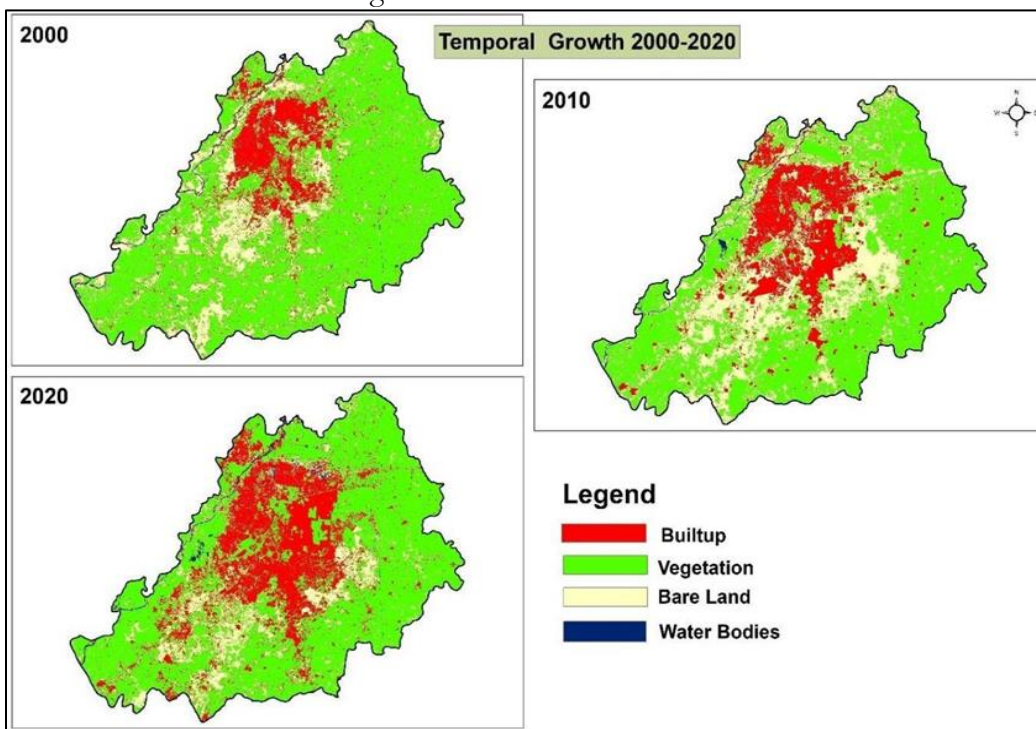 2000
Temporal Growth 2000-2020
2010
N
W
2020
Legend
Builtup
Vegetation
Bare Land
Water Bodies